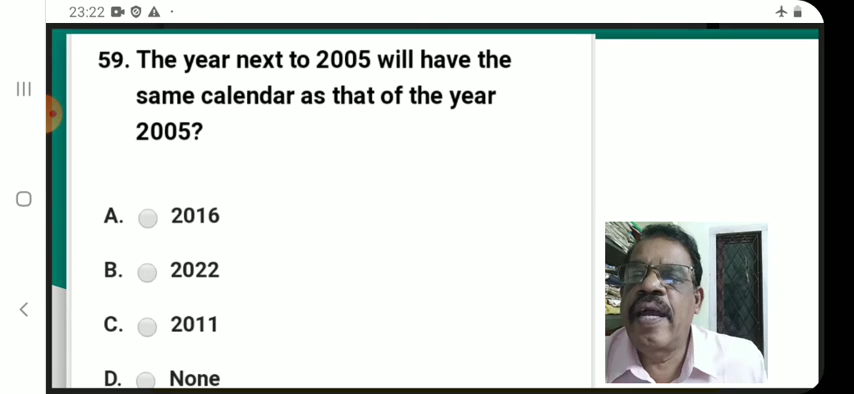 23:22
59. The year next to 2005 will have the
same calendar as that of the year
2005?
A. 2016
B. 2022
C. 2011
D. None